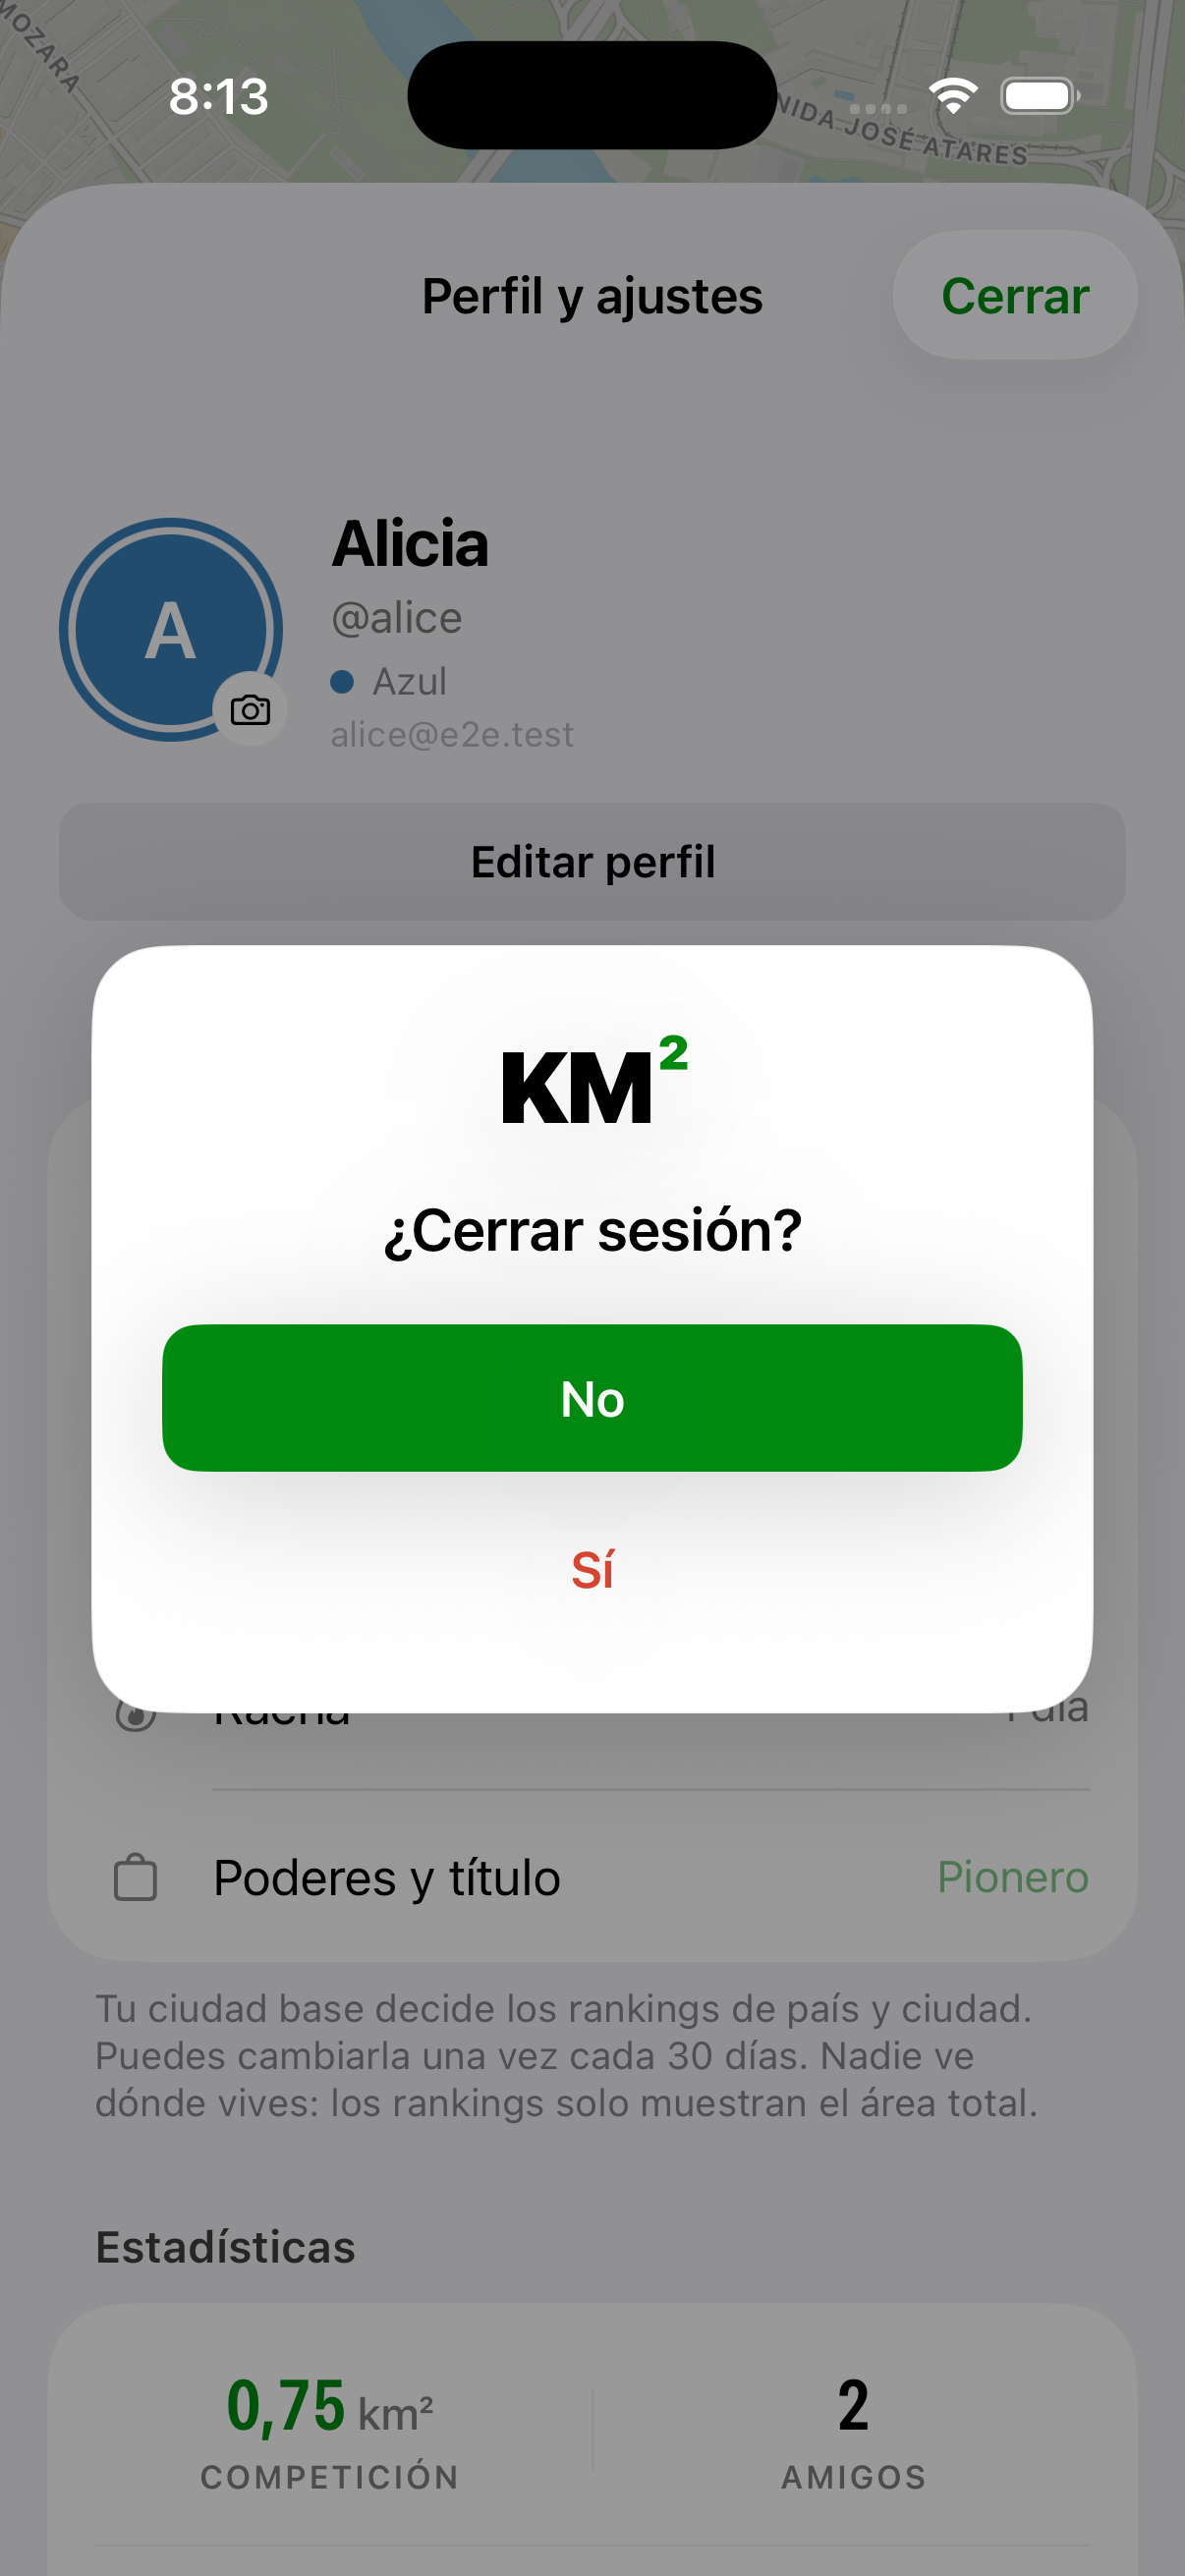 MOZARA
8:13
NIDA JOSÉ ATARES
Perfil y ajustes
Cerrar
A
Alicia
@alice
Azul
alice@e2e.test
Editar perfil
KM²
¿Cerrar sesión?
No
Sí
Racha
Poderes y título
Pionero
Tu ciudad base decide los rankings de país y ciudad.
Puedes cambiarla una vez cada 30 días. Nadie ve
dónde vives: los rankings solo muestran el área total.
Estadísticas
0,75 km²
2
COMPETICIÓN
AMIGOS